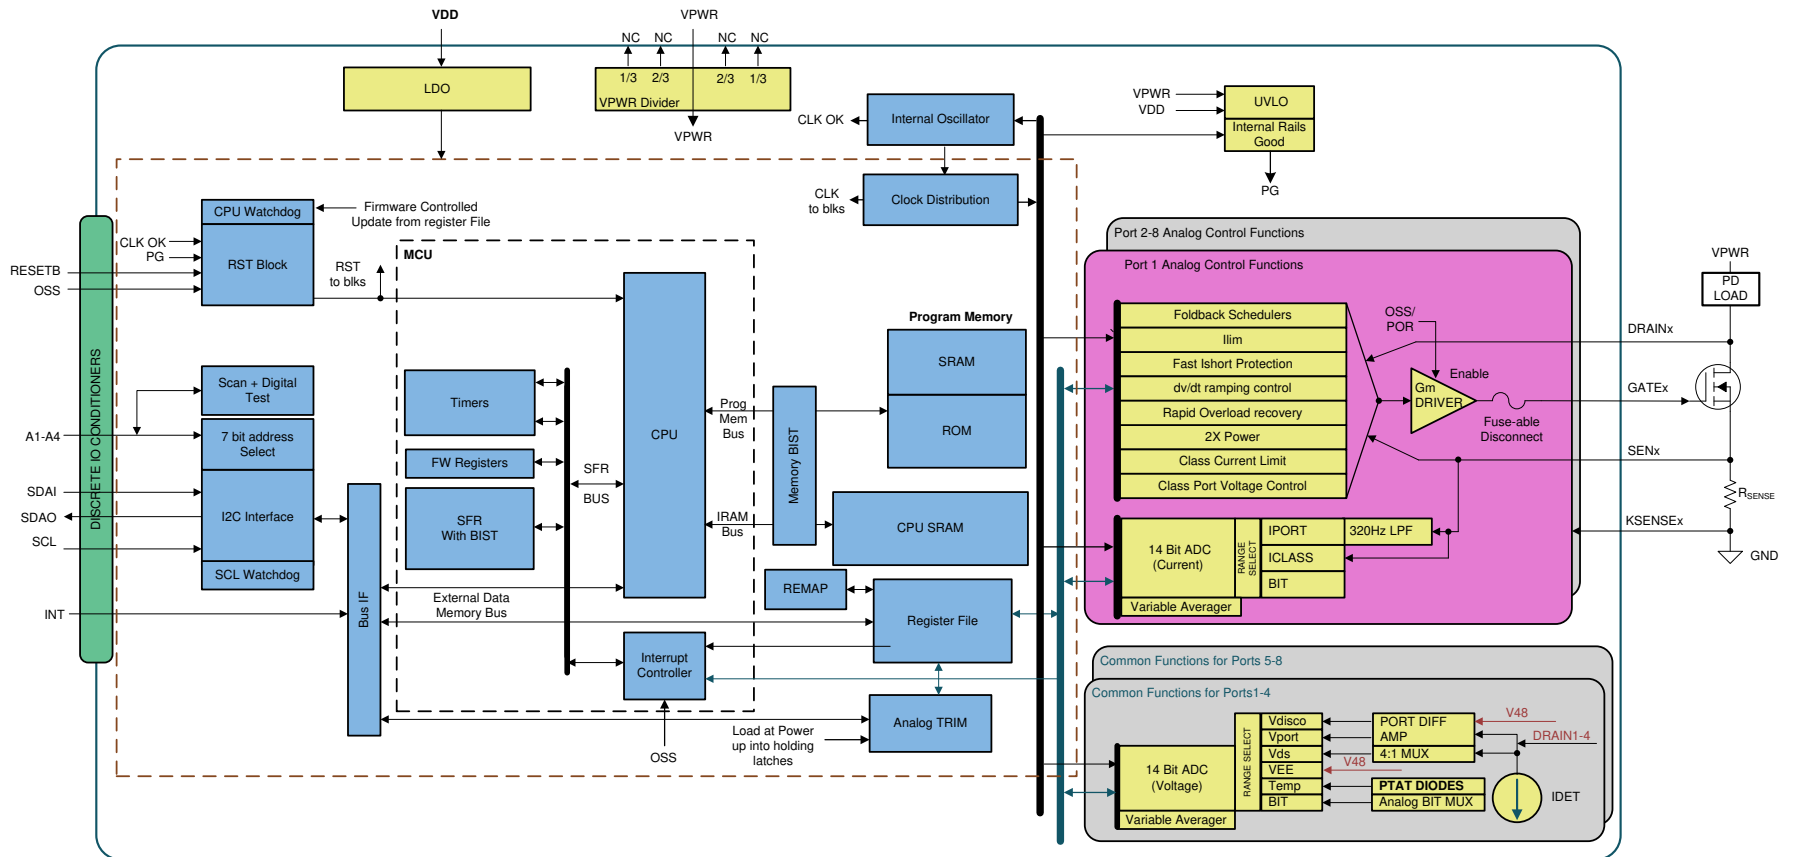 VDD
VPWR
NC
NC
NC
NC
LDO
1/3
2/3
2/3
1/3
VPWR Divider
VPWR
CLK OK
Internal Oscillator
VPWR
VDD
UVLO
Internal Rails
Good
PG
CLK
to blks
Clock Distribution
CPU Watchdog
Firmware Controlled
Update from register File
CLK OK
PG
RST Block
RESETB
OSS
RST
to blks
MCU
DISCRETE IO CONDITIONERS
Scan + Digital
Test
A1-A4
7 bit address
Select
SDAI
SDAO
I2C Interface
SCL
SCL Watchdog
INT
Bus IF
Timers
FW Registers
SFR
With BIST
SFR
BUS
CPU
External Data
Memory Bus
Interrupt
Controller
OSS
Prog
Mem
Bus
IRAM
Bus
Memory BIST
Program Memory
SRAM
ROM
CPU SRAM
REMAP
Register File
Analog TRIM
Load at Power
up into holding
latches
Port 2-8 Analog Control Functions
Port 1 Analog Control Functions
Foldback Schedulers
Ilim
Fast Ishort Protection
dv/dt ramping control
Rapid Overload recovery
2X Power
Class Current Limit
Class Port Voltage Control
OSS/
POR
Enable
Gm
DRIVER
Fuse-able
Disconnect
14 Bit ADC
(Current)
RANGE
SELECT
IPORT
320Hz LPF
ICLASS
BIT
Variable Averager
VPWR
PD
LOAD
DRAINx
GATEx
SENx
RSENSE
KSENSEx
GND
Common Functions for Ports 5-8
Common Functions for Ports1-4
14 Bit ADC
(Voltage)
Variable Averager
RANGE SELECT
Vdisco
Vport
Vds
VEE
Temp
BIT
PORT DIFF
AMP
4:1 MUX
V48
V48
DRAIN1-4
PTAT DIODES
Analog BIT MUX
IDET